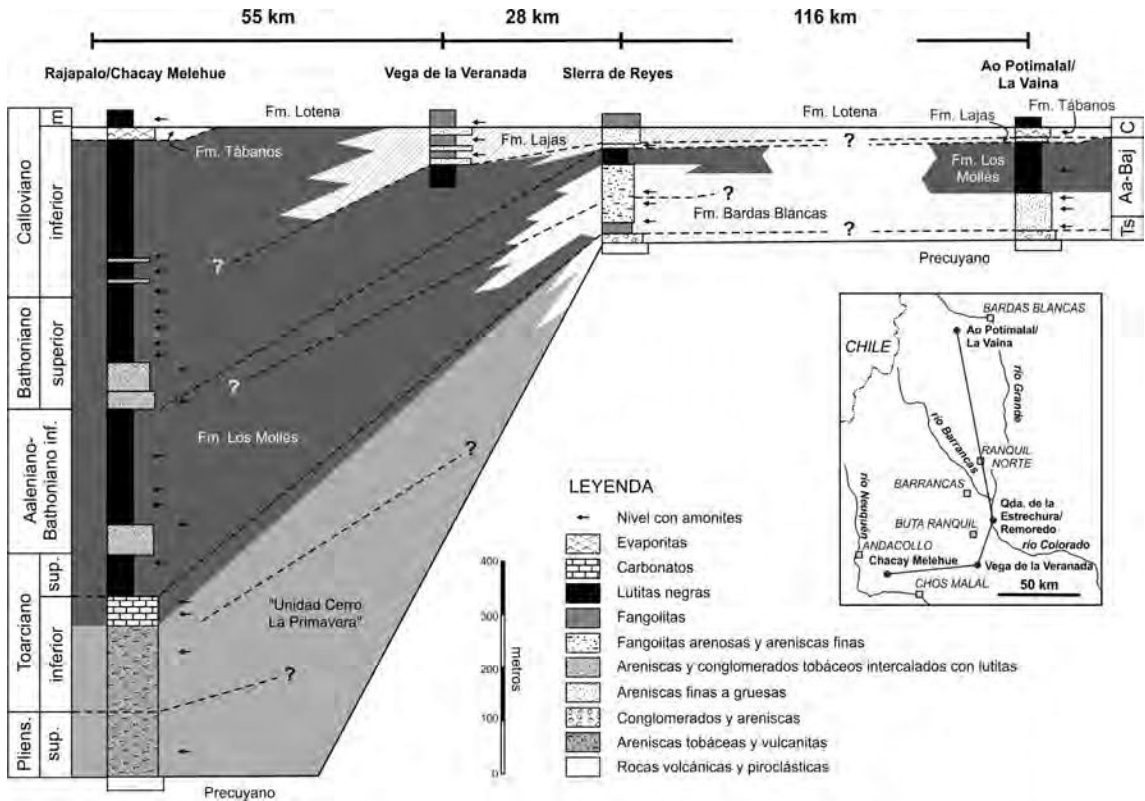 55 km
28 km
116 km
Rajapalo/Chacay Melehue
Vega de la Veranada
SIerra de Reyes
Ao Potimalal/
La Vaina
Fm. Lotena
Fm. Lotena
Fm. Tábanos
Fm. Lajas
Fm. Tàbanos
Fm. Lajas
Fm. Los
Molles
Fm. Bardas Blancas
Precuyano
Fm. Los Molles
"Unidad Cerro
La Primavera"
Precuyano
m
Calloviano
inferior
Bathoniano
superior
Aaleniano-
Bathoniano inf.
Toarciano
sup.
inferior
Pliens.
sup.
C
Aa-Baj
Ts
?
?
?
?
?
?
?
LEYENDA
Nivel con amonites
Evaporitas
Carbonatos
Lutitas negras
Fangolitas
Fangolitas arenosas y areniscas finas
Areniscas y conglomerados tobáceos intercalados con lutitas
Areniscas finas a gruesas
Conglomerados y areniscas
Areniscas tobáceas y vulcanitas
Rocas volcánicas y piroclásticas
400
300
200
100
0
metros
BARDAS BLANCAS
Ao Potimalal/
La Vaina
CHILE
río Grande
río Barrancas
RANQUIL
NORTE
BARRANCAS
río Neuquén
Qda. de la
Estrechura/
Remoredo
BUTA RANQUIL
río Colorado
ANDACOLLO
Chacay Melehue
Vega de la Veranada
CHOS MALAL
50 km